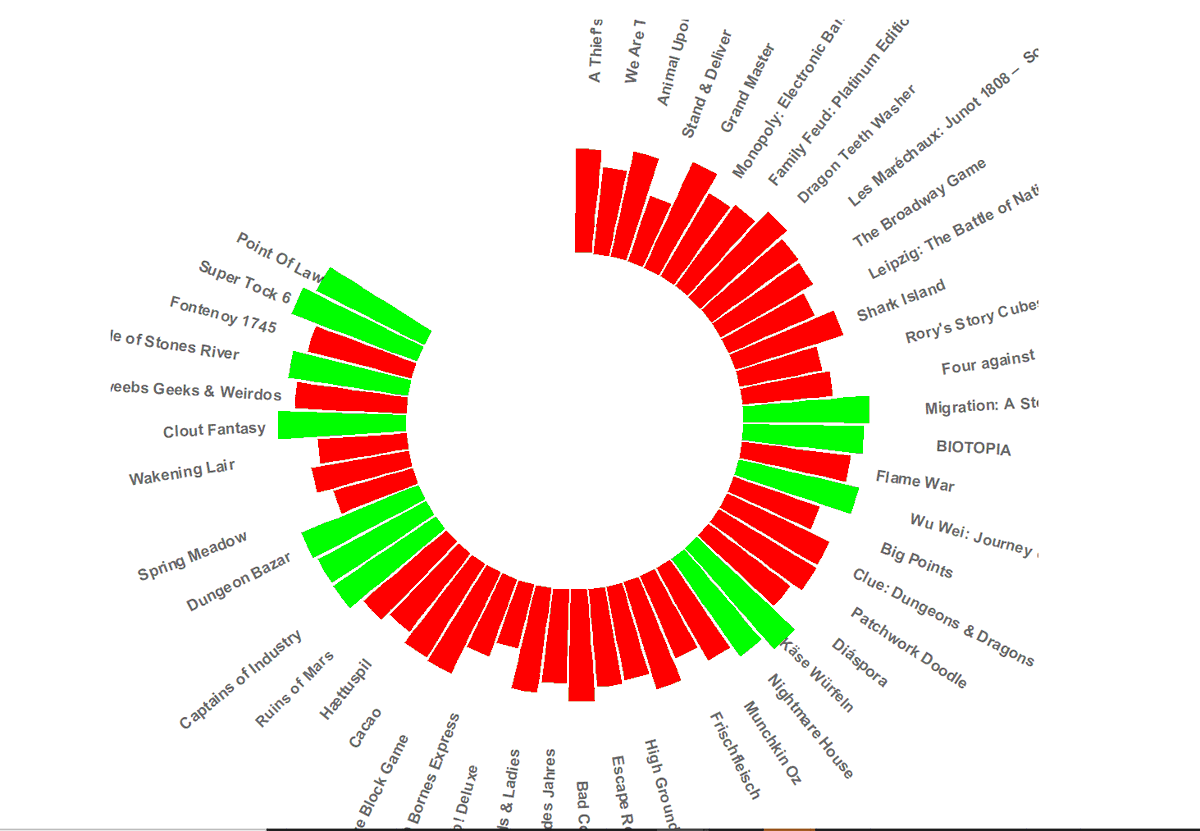 A Thief's
We Are
Animal Upo
Stand & Deliver
Grand Master
Monopoly: Electronic Ba
Family Feud: Platinum Editio
Dragon Teeth Washer
Les Maréchaux: Junot 1808 –
The Broadway Game
Leipzig: The Battle of Nati
Shark Island
Rory's Story Cube
Four against
Migration: A St
BIOTOPIA
Flame War
Wu Wei: Journey
Big Points
Clue: Dungeons & Dragons
Patchwork Doodle
Diáspora
Käse Würfeln
Nightmare House
Munchkin Oz
Frischfleisch
High Ground
Escape R
Bad C
des Jahres
& Ladies
! Deluxe
Bornes Express
e Block Game
Cacao
Hættuspil
Ruins of Mars
Captains of Industry
Dungeon Bazar
Spring Meadow
Wakening Lair
Clout Fantasy
eebs Geeks & Weirdos
le of Stones River
Fontenoy 1745
Super Tock 6
Point Of Law